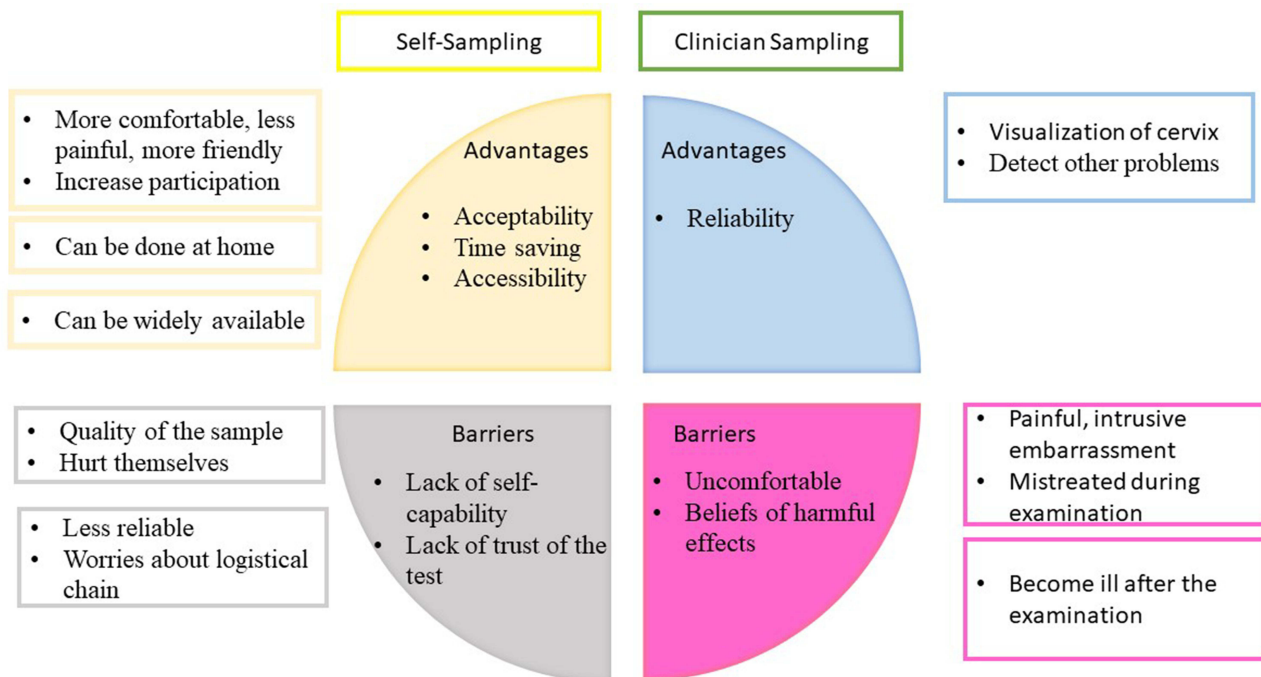 Self-Sampling
Clinician Sampling
• More comfortable, less
painful, more friendly
• Increase participation
• Can be done at home
• Can be widely available
Advantages
• Acceptability
• Time saving
• Accessibility
Advantages
• Reliability
• Visualization of cervix
• Detect other problems
• Quality of the sample
• Hurt themselves
• Less reliable
• Worries about logistical
chain
Barriers
• Lack of self-
capability
• Lack of trust of the
test
Barriers
• Uncomfortable
• Beliefs of harmful
effects
• Painful, intrusive
embarrassment
• Mistreated during
examination
• Become ill after the
examination